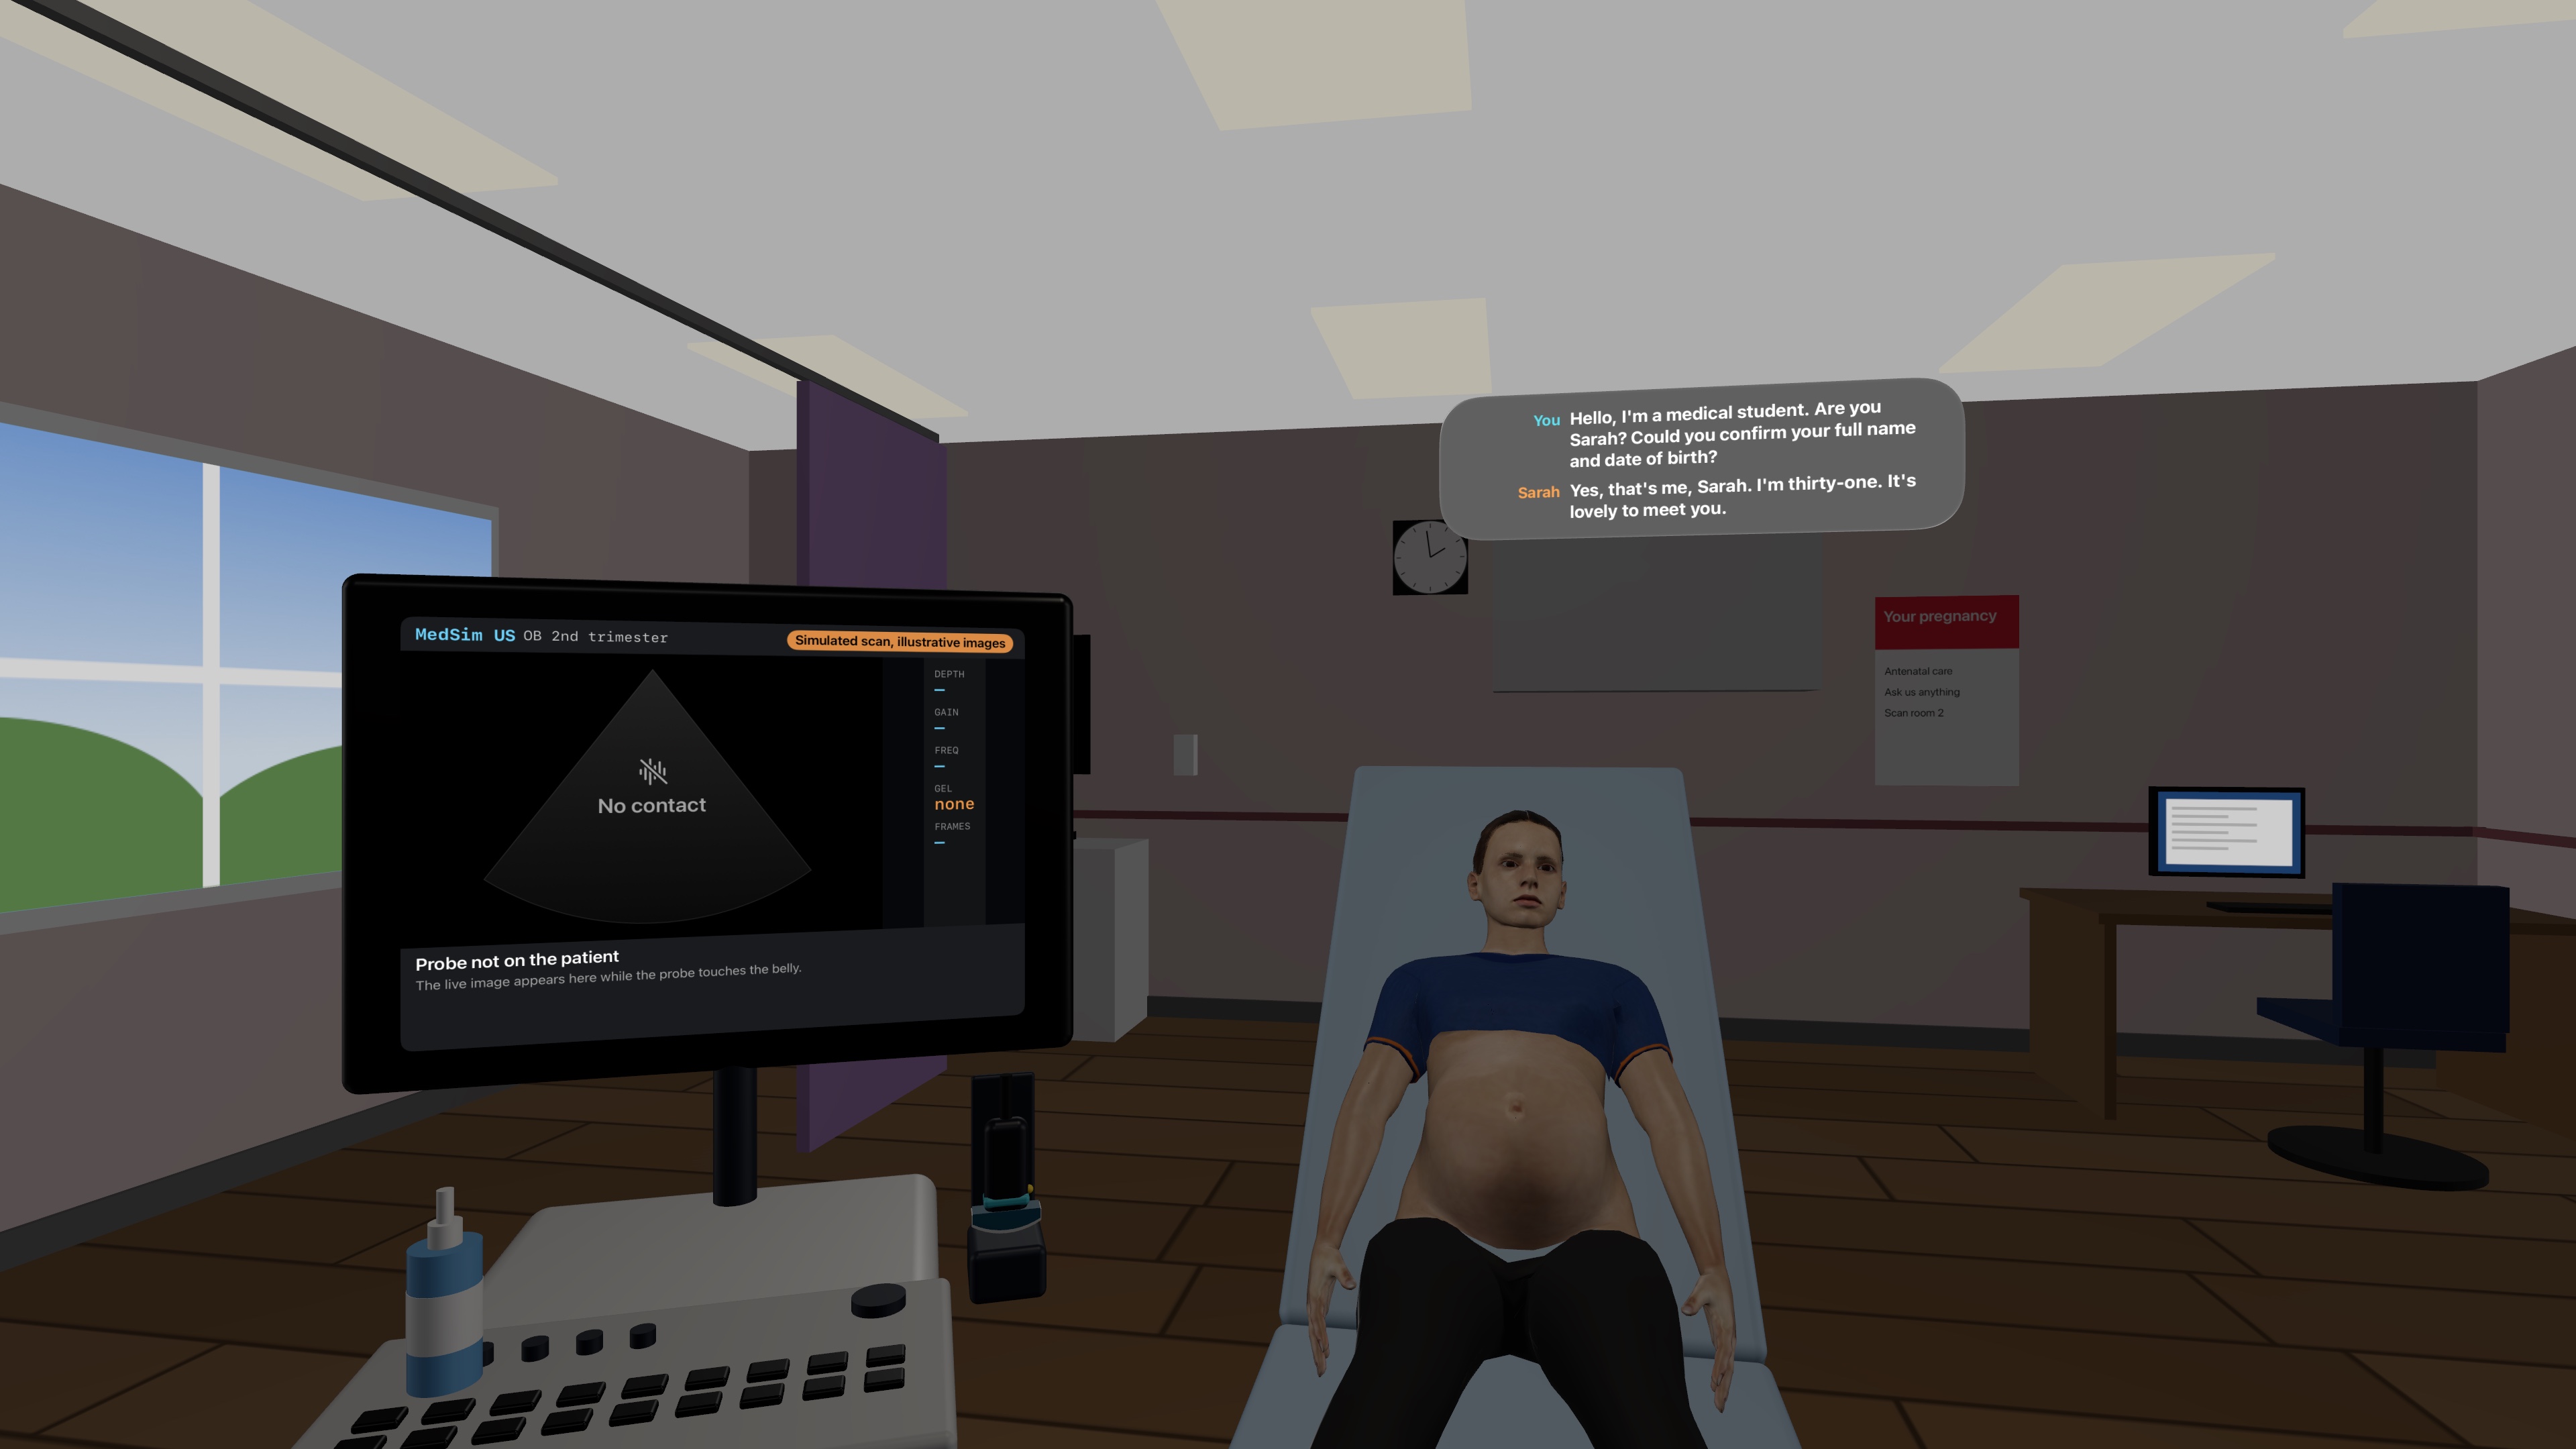 You Hello, I'm a medical student. Are you
Sarah? Could you confirm your full name
and date of birth?
Sarah Yes, that's me, Sarah. I'm thirty-one. It's
lovely to meet you.
MedSim US OB 2nd trimester
Simulated scan, illustrative images
No contact
DEPTH
—
GAIN
—
FREQ
—
GEL
none
FRAMES
—
Probe not on the patient
The live image appears here while the probe touches the belly.
Your pregnancy
Antenatal care
Ask us anything
Scan room 2